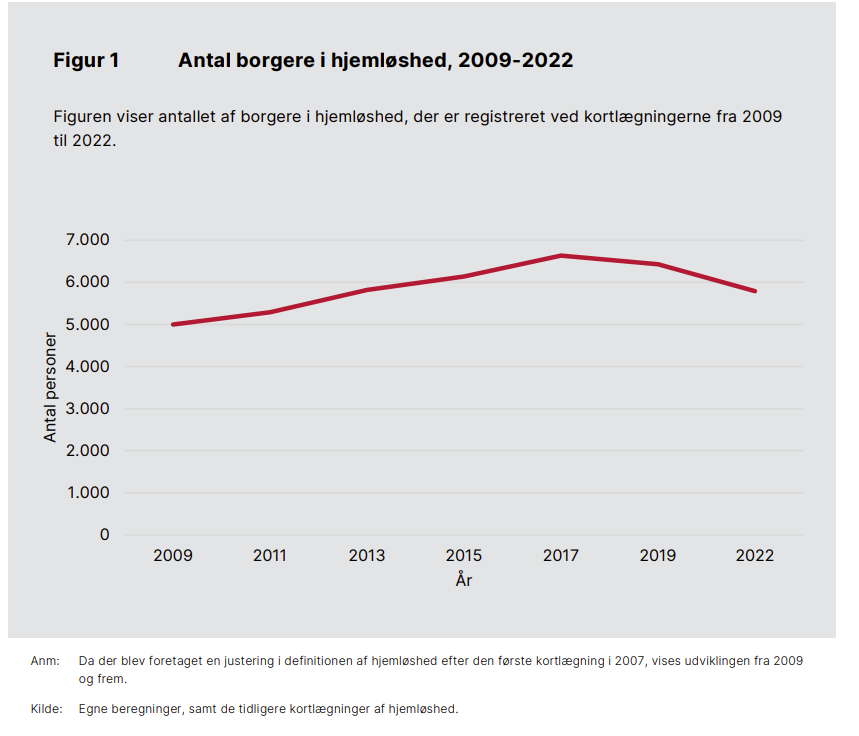 Figur 1 Antal borgere i hjemløshed, 2009-2022
Figuren viser antallet af borgere i hjemløshed, der er registreret ved kortlægningerne fra 2009
til 2022.
7.000
6.000
5.000
4.000
3.000
2.000
1.000
0
Antal personer
2009 2011 2013 2015 2017 2019 2022
År
Anm: Da der blev foretaget en justering i definitionen af hjemløshed efter den første kortlægning i 2007, vises udviklingen fra 2009
og frem.
Kilde: Egne beregninger, samt de tidligere kortlægninger af hjemløshed.